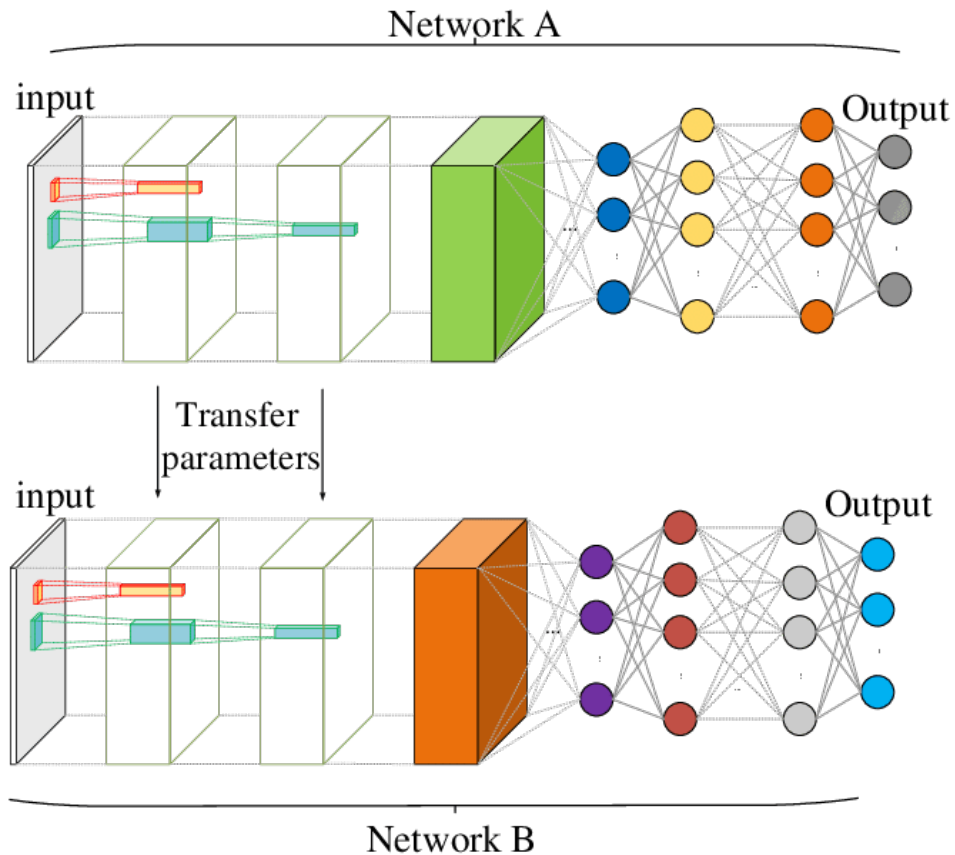 Network A
input
Output
Transfer
parameters
input
Output
Network B